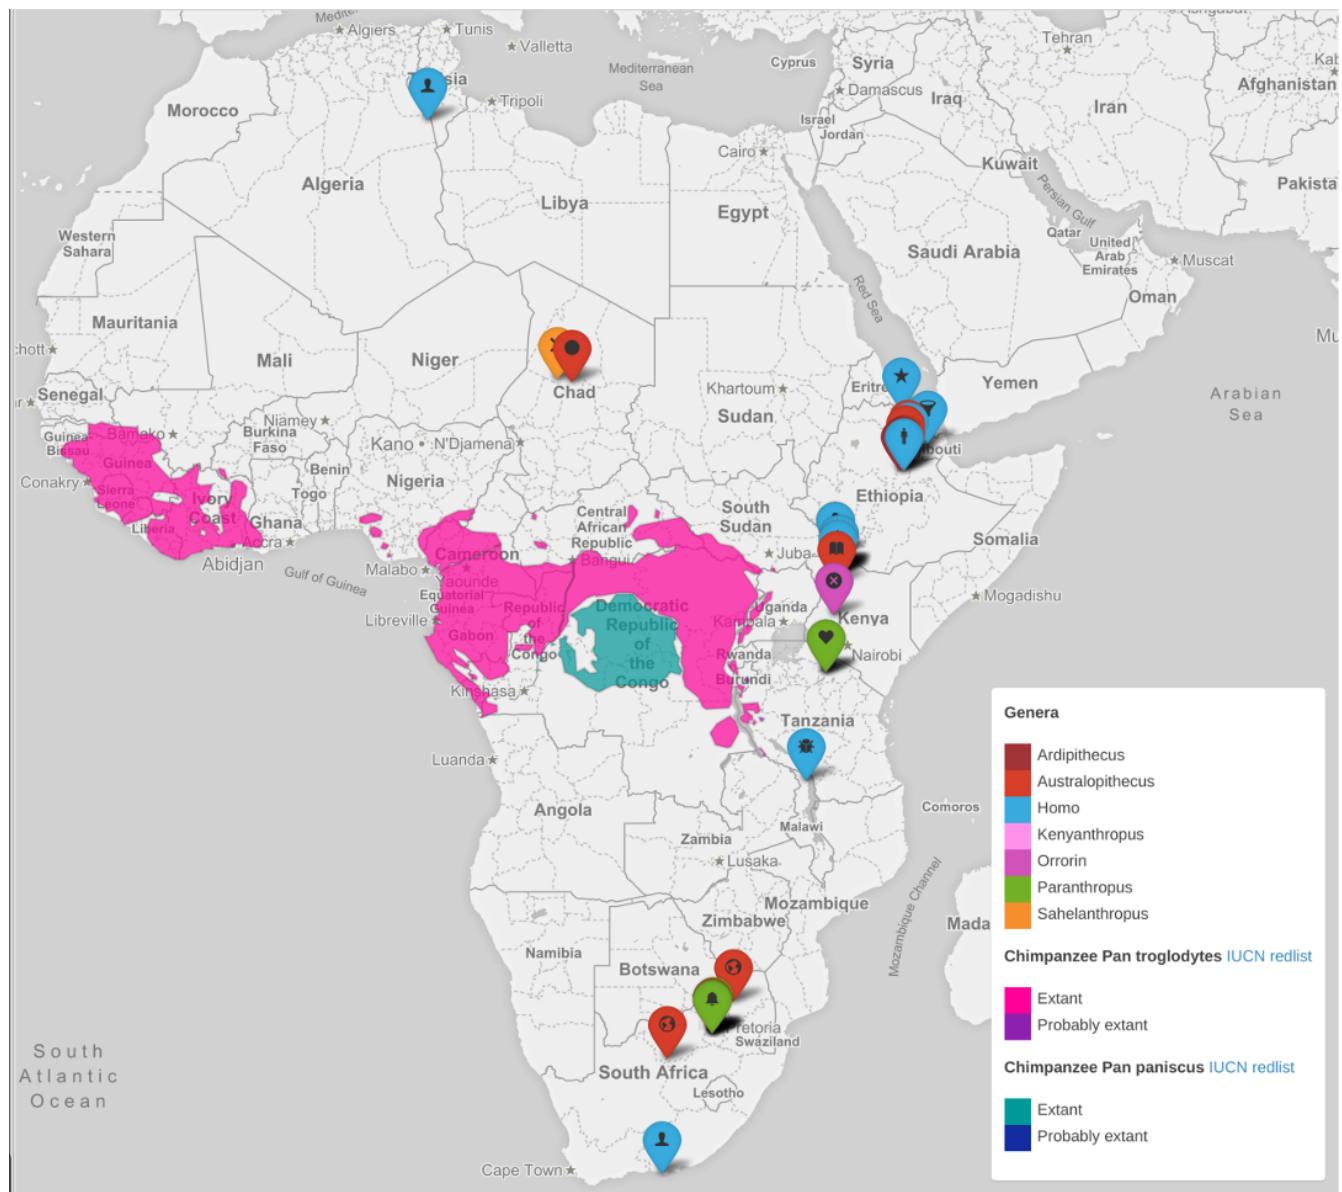 Algiers
Tunis
Valletta
Mediterranean
Sea
Cyprus
Syria
Damascus
Tehran
Iraq
Iran
Afghanistan
Morocco
Tripoli
Israel
Jordan
Cairo
Kuwait
Persian Gulf
Algeria
Libya
Egypt
Qatar
Western
Sahara
Saudi Arabia
United
Arab
Emirates
Muscat
Oman
Red Sea
Mauritania
Mali
Niger
Chad
Khartoum
Sudan
Yemen
Arabian
Sea
Senegal
Niamey
Burkina
Faso
Kano
N'Djamena
Guinea
Bissau
Bamako
Guinea
Benin
Nigeria
Conakry
Sierra
Leone
Ivory
Coast
Togo
Ghana
Liberia
Accra
Abidjan
Gulf of Guinea
Central
African
Republic
South
Sudan
Ethiopia
Somalia
Cameroon
Bangui
Juba
Malabo
Yaounde
Equatorial
Guinea
Libreville
Gabon
Republic
of
the
Congo
Democratic
Republic
of
the
Congo
Uganda
Kampala
Kenya
Mogadishu
Rwanda
Nairobi
Burundi
Kinshasa
Tanzania
Luanda
Angola
Malawi
Comoros
Zambia
Lusaka
Mozambique
Zimbabwe
Mozambique Channel
Namibia
Botswana
Swaziland
South Africa
Lesotho
Cape Town
South
Atlantic
Ocean
Genera
Ardipithecus
Australopithecus
Homo
Kenyanthropus
Orrorin
Paranthropus
Sahelanthropus
Chimpanzee Pan troglodytes IUCN redlist
Extant
Probably extant
Chimpanzee Pan paniscus IUCN redlist
Extant
Probably extant